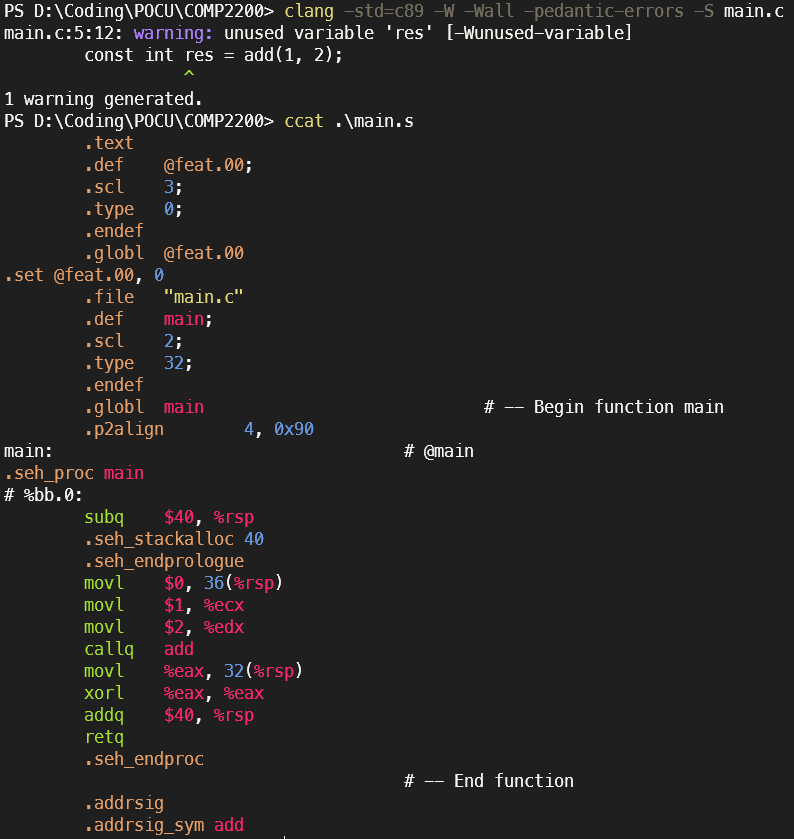 PS D:\Coding\POCU\COMP2200> clang -std=c89 -W -Wall -pedantic-errors -S main.c
main.c:5:12: warning: unused variable 'res' [-Wunused-variable]
        const int res = add(1, 2);
                  ^
1 warning generated.
PS D:\Coding\POCU\COMP2200> ccat .\main.s
        .text
        .def    @feat.00;
        .scl    3;
        .type   0;
        .endef
        .globl  @feat.00
.set @feat.00, 0
        .file   "main.c"
        .def    main;
        .scl    2;
        .type   32;
        .endef
        .globl  main                            # -- Begin function main
        .p2align        4, 0x90
main:                                   # @main
.seh_proc main
# %bb.0:
        subq    $40, %rsp
        .seh_stackalloc 40
        .seh_endprologue
        movl    $0, 36(%rsp)
        movl    $1, %ecx
        movl    $2, %edx
        callq   add
        movl    %eax, 32(%rsp)
        xorl    %eax, %eax
        addq    $40, %rsp
        retq
        .seh_endproc
                                        # -- End function
        .addrsig
        .addrsig_sym add